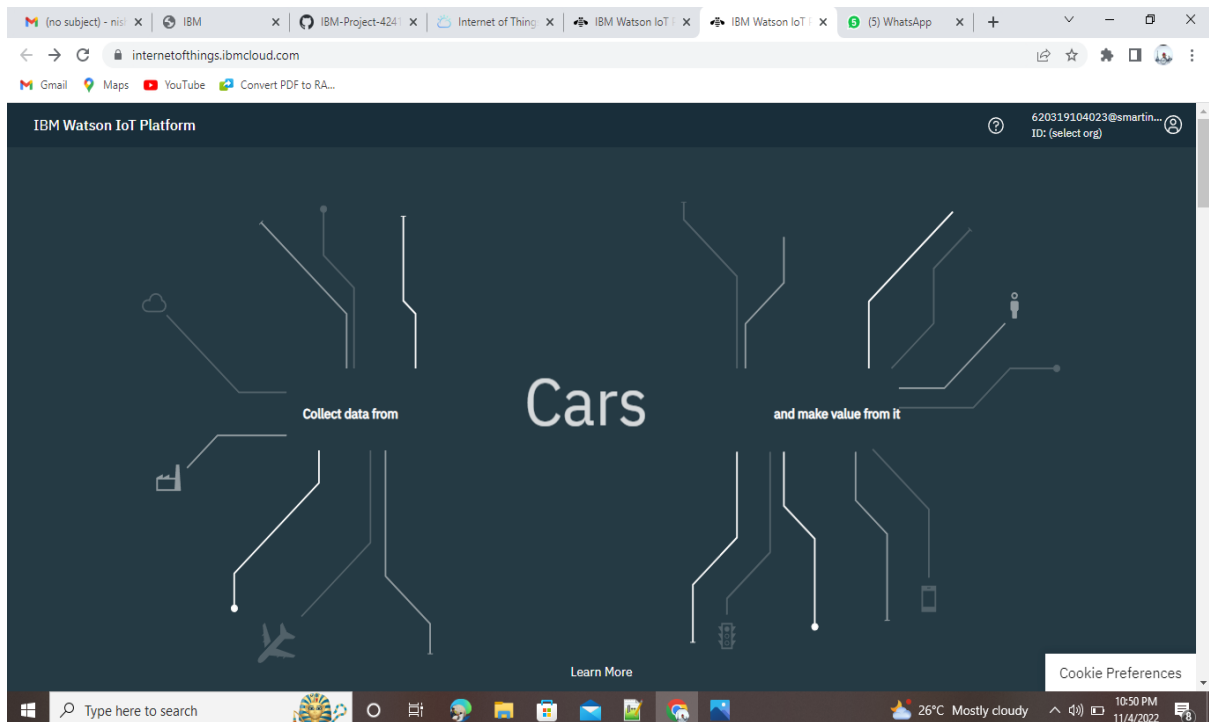 (no subject) - nis
IBM
IBM-Project-424
Internet of Thing
IBM Watson IoT
IBM Watson IoT
(5) WhatsApp
internetofthings.ibmcloud.com
Gmail
Maps
YouTube
Convert PDF to RA...
IBM Watson IoT Platform
620319104023@smartin...
ID: (select org)
Collect data from
Cars
and make value from it
Learn More
Cookie Preferences
Type here to search
26°C Mostly cloudy
10:50 PM
11/4/2022